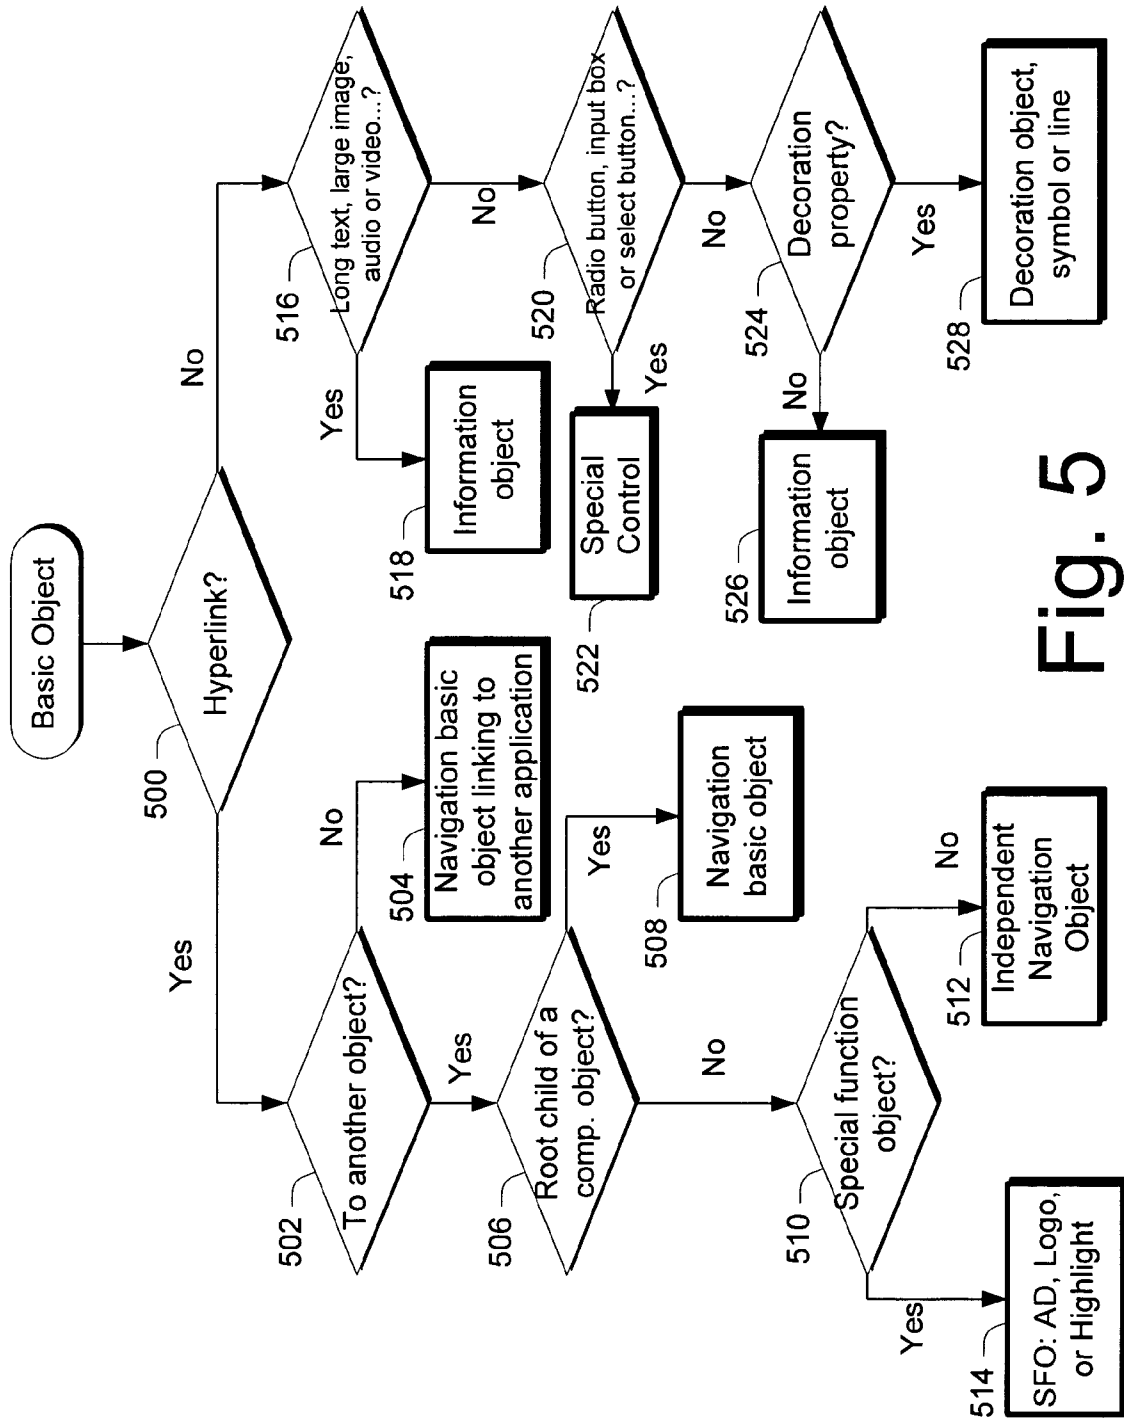 Basic Object
500
Hyperlink?
Yes
No
502
To another object?
No
504
Navigation basic
object linking to
another application
Yes
506
Root child of a
comp. object?
Yes
508
Navigation
basic object
No
510
Special function
object?
No
512
Independent
Navigation
Object
Yes
514
SFO: AD, Logo,
or Highlight
516
Long text, large image,
audio or video...?
Yes
518
Information
object
No
520
Radio button, input box
or select button...?
Yes
522
Special
Control
No
524
Decoration
property?
No
526
Information
object
Yes
528
Decoration object,
symbol or line
Fig. 5